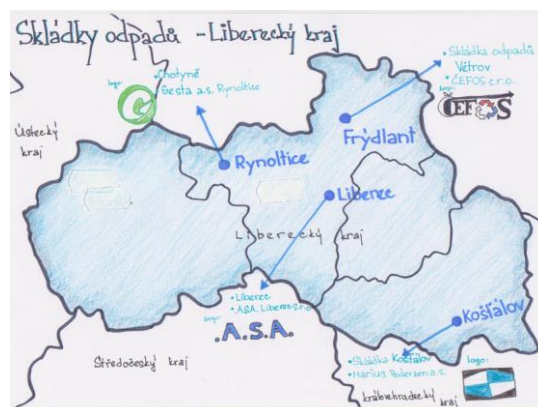 Skládky odpadů - Liberecký kraj
logo:
• Chotyně
• Gesta a.s. Rynoltice
• Skládka odpadů
Větrov
• ČEFOS s.r.o.
logo:
ČEFOS
Ústecký
kraj
Frýdlant
Rynoltice
Liberec
Liberecký kraj
• Liberec
• A.S.A. Liberec s.r.o.
logo:
.A.S.A.
Košťálov
Středočeský kraj
• Skládka Košťálov
• Marius Pedersen a.s.
logo:
královehradecký
kraj